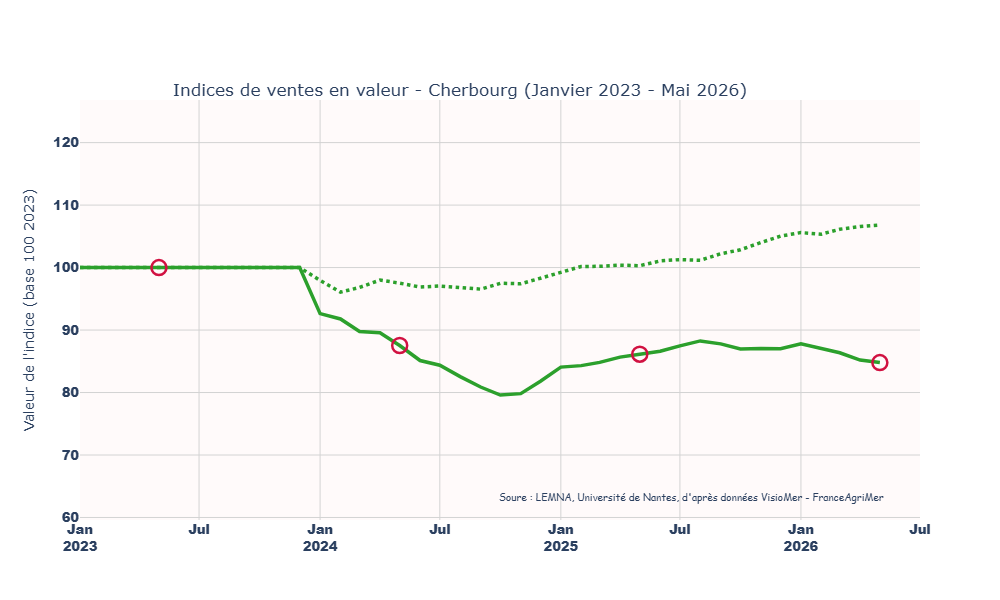 Indices de ventes en valeur - Cherbourg (Janvier 2023 - Mai 2026)
Valeur de l'indice (base 100 2023)
120
110
100
90
80
70
60
Soure : LEMNA, Université de Nantes, d'après données VisioMer - FranceAgriMer
Jan Jul Jan Jul Jan Jul Jan Jul
2023 2024 2025 2026